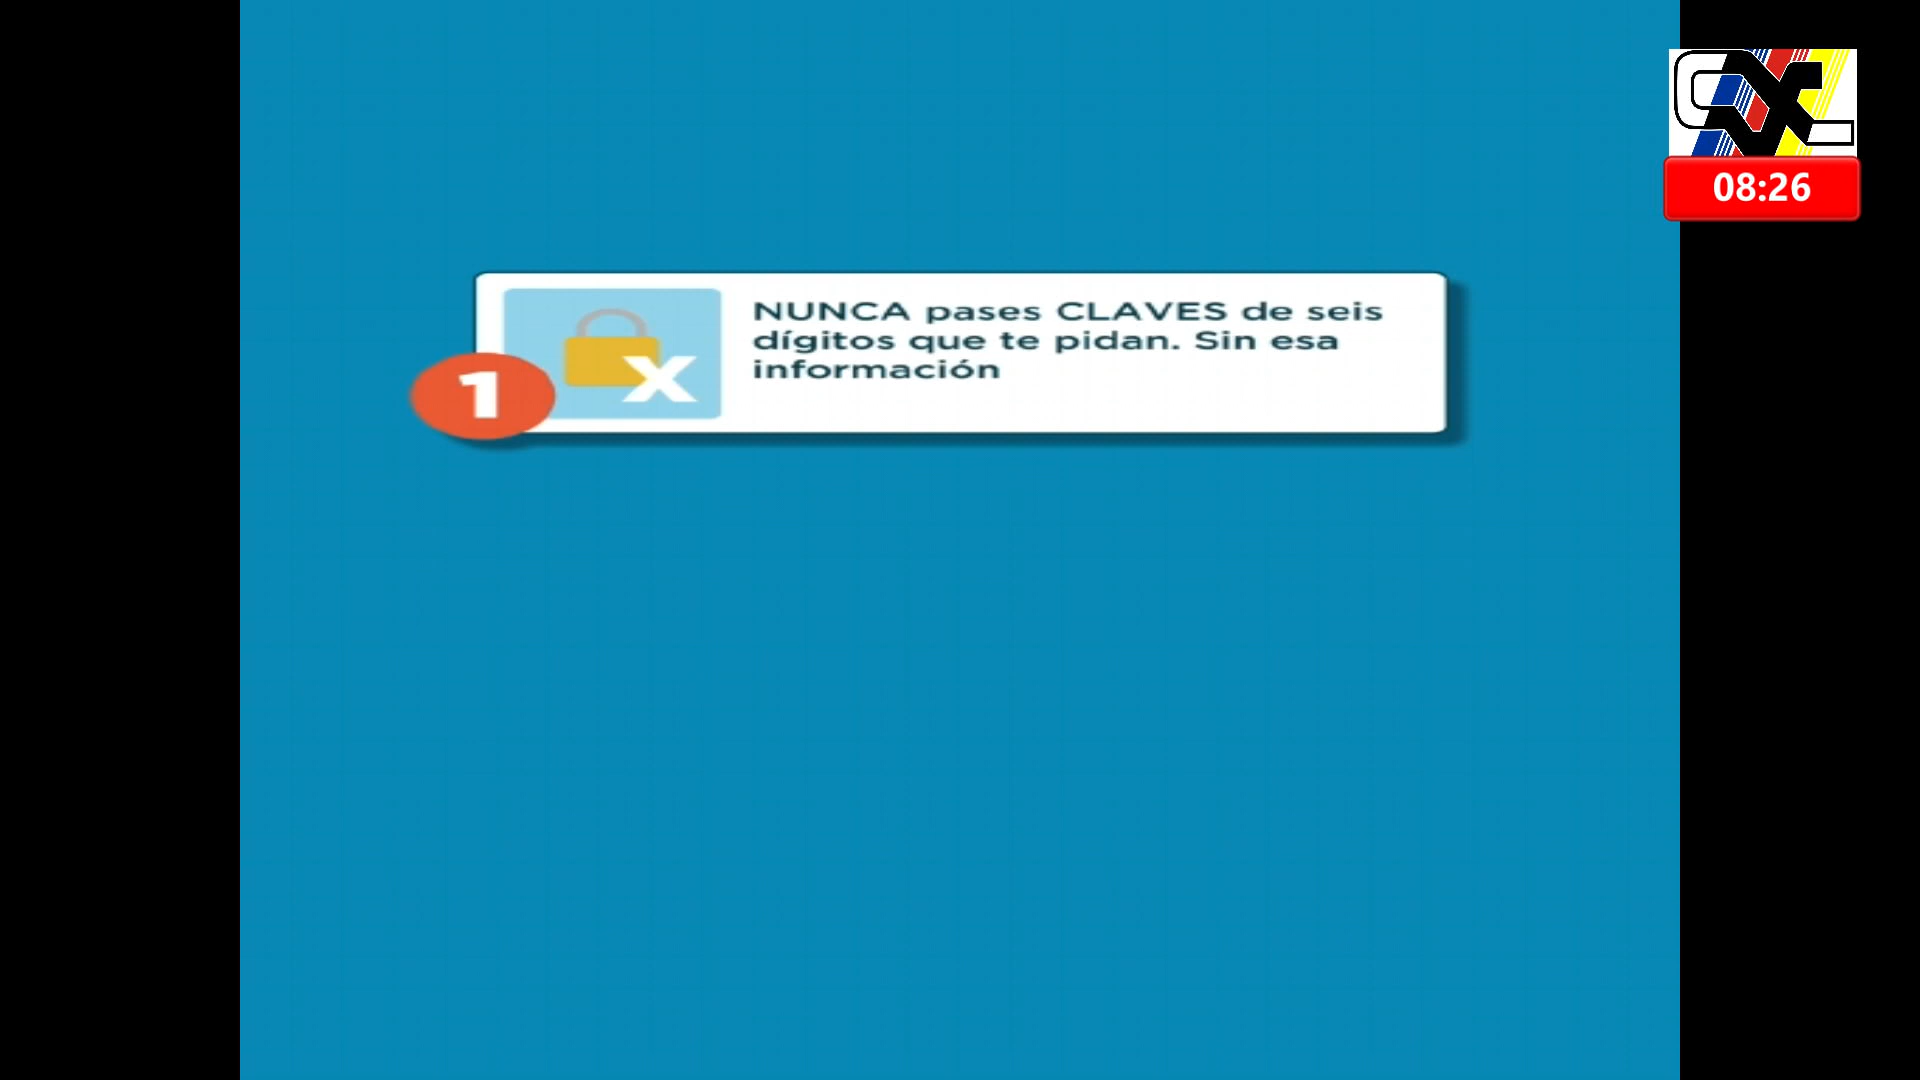 08:26
NUNCA pases CLAVES de seis
dígitos que te pidan. Sin esa
información
1
X